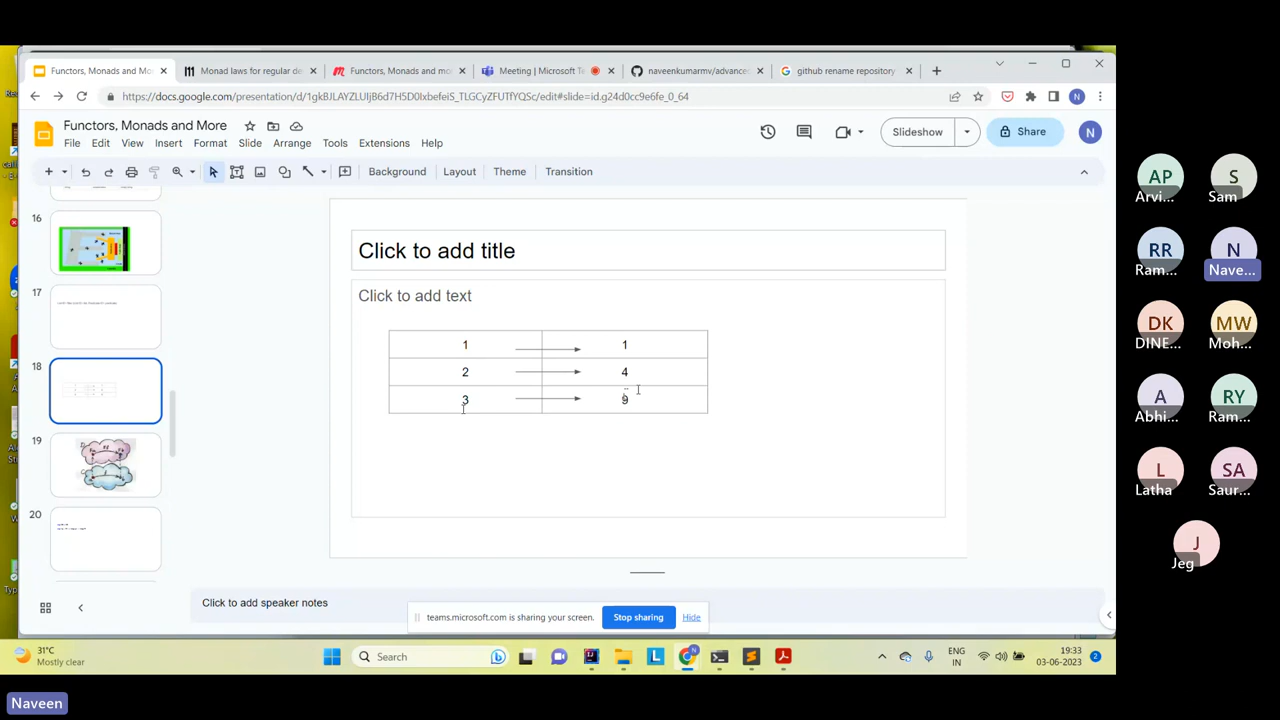 Functors, Monads and Mo
Monad laws for regular de
Functors, Monads and mo
Meeting | Microsoft Te
naveenkumarmv/advance
github rename repository
https://docs.google.com/presentation/d/1gkBJLAYZLUIjB6d7H5D0IxbefeiS_TLGCyZFUTfYQSc/edit#slide=id.g24d0cc9e6fe_0_64
N
Functors, Monads and More
File Edit View Insert Format Slide Arrange Tools Extensions Help
Slideshow
Share
N
Background Layout Theme Transition
16
17
18
19
20
Click to add title
Click to add text
1 1
2 4
3 9
Click to add speaker notes
teams.microsoft.com is sharing your screen. Stop sharing Hide
31°C
Mostly clear
Search
ENG
IN
19:33
03-06-2023
2
Naveen
AP
Arvi...
S
Sam
RR
Ram...
N
Nave...
DK
DINE...
MW
Moh...
A
Abhi...
RY
Ram...
L
Latha
SA
Saur...
J
Jeg